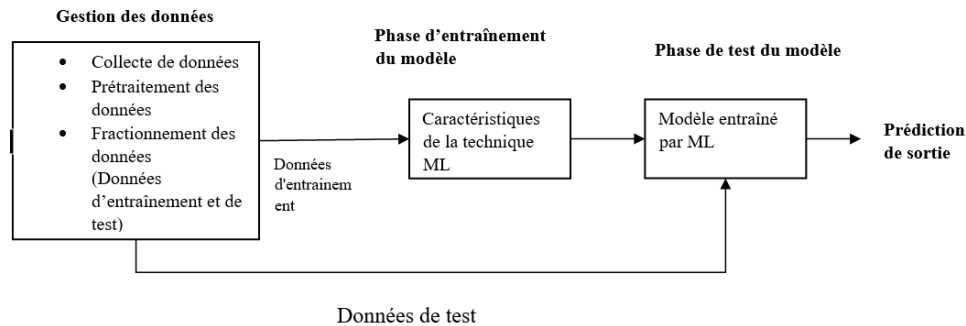 Gestion des données
• Collecte de données
• Prétraitement des
données
• Fractionnement des
données
(Données
d’entraînement et de
test)
Données
d'entrainem
ent
Phase d’entraînement
du modèle
Caractéristiques
de la technique
ML
Phase de test du modèle
Modèle entraîné
par ML
Prédiction
de sortie
Données de test